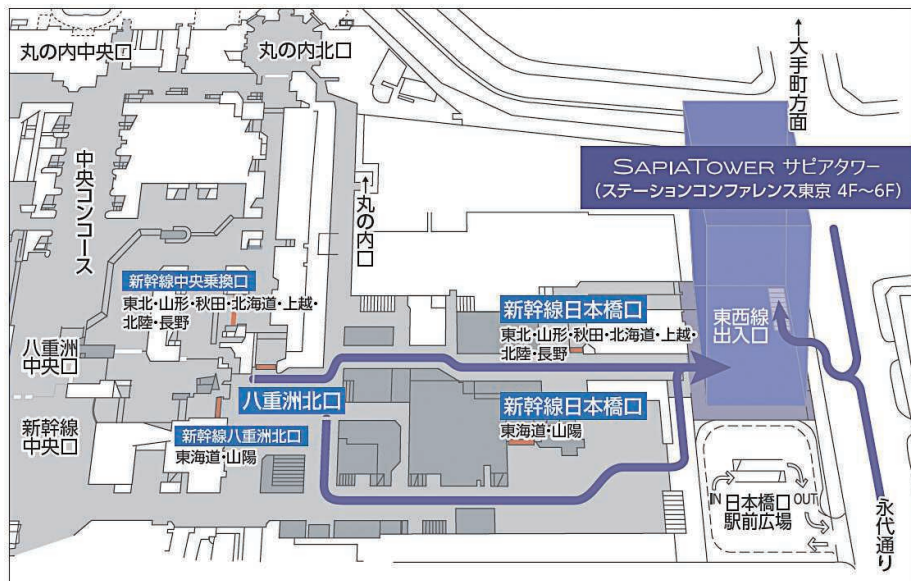 丸の内中央口
丸の内北口
↑大手町方面
SAPIATOWER サピアタワー
(ステーションコンファレンス東京 4F〜6F)
中央コンコース
↑丸の内口
新幹線中央乗換口
東北・山形・秋田・北海道・上越・
北陸・長野
新幹線日本橋口
東北・山形・秋田・北海道・上越・
北陸・長野
東西線
出入口
八重洲
中央口
八重洲北口
新幹線日本橋口
東海道・山陽
新幹線
中央口
新幹線八重洲北口
東海道・山陽
IN
OUT
日本橋口
駅前広場
永代通り